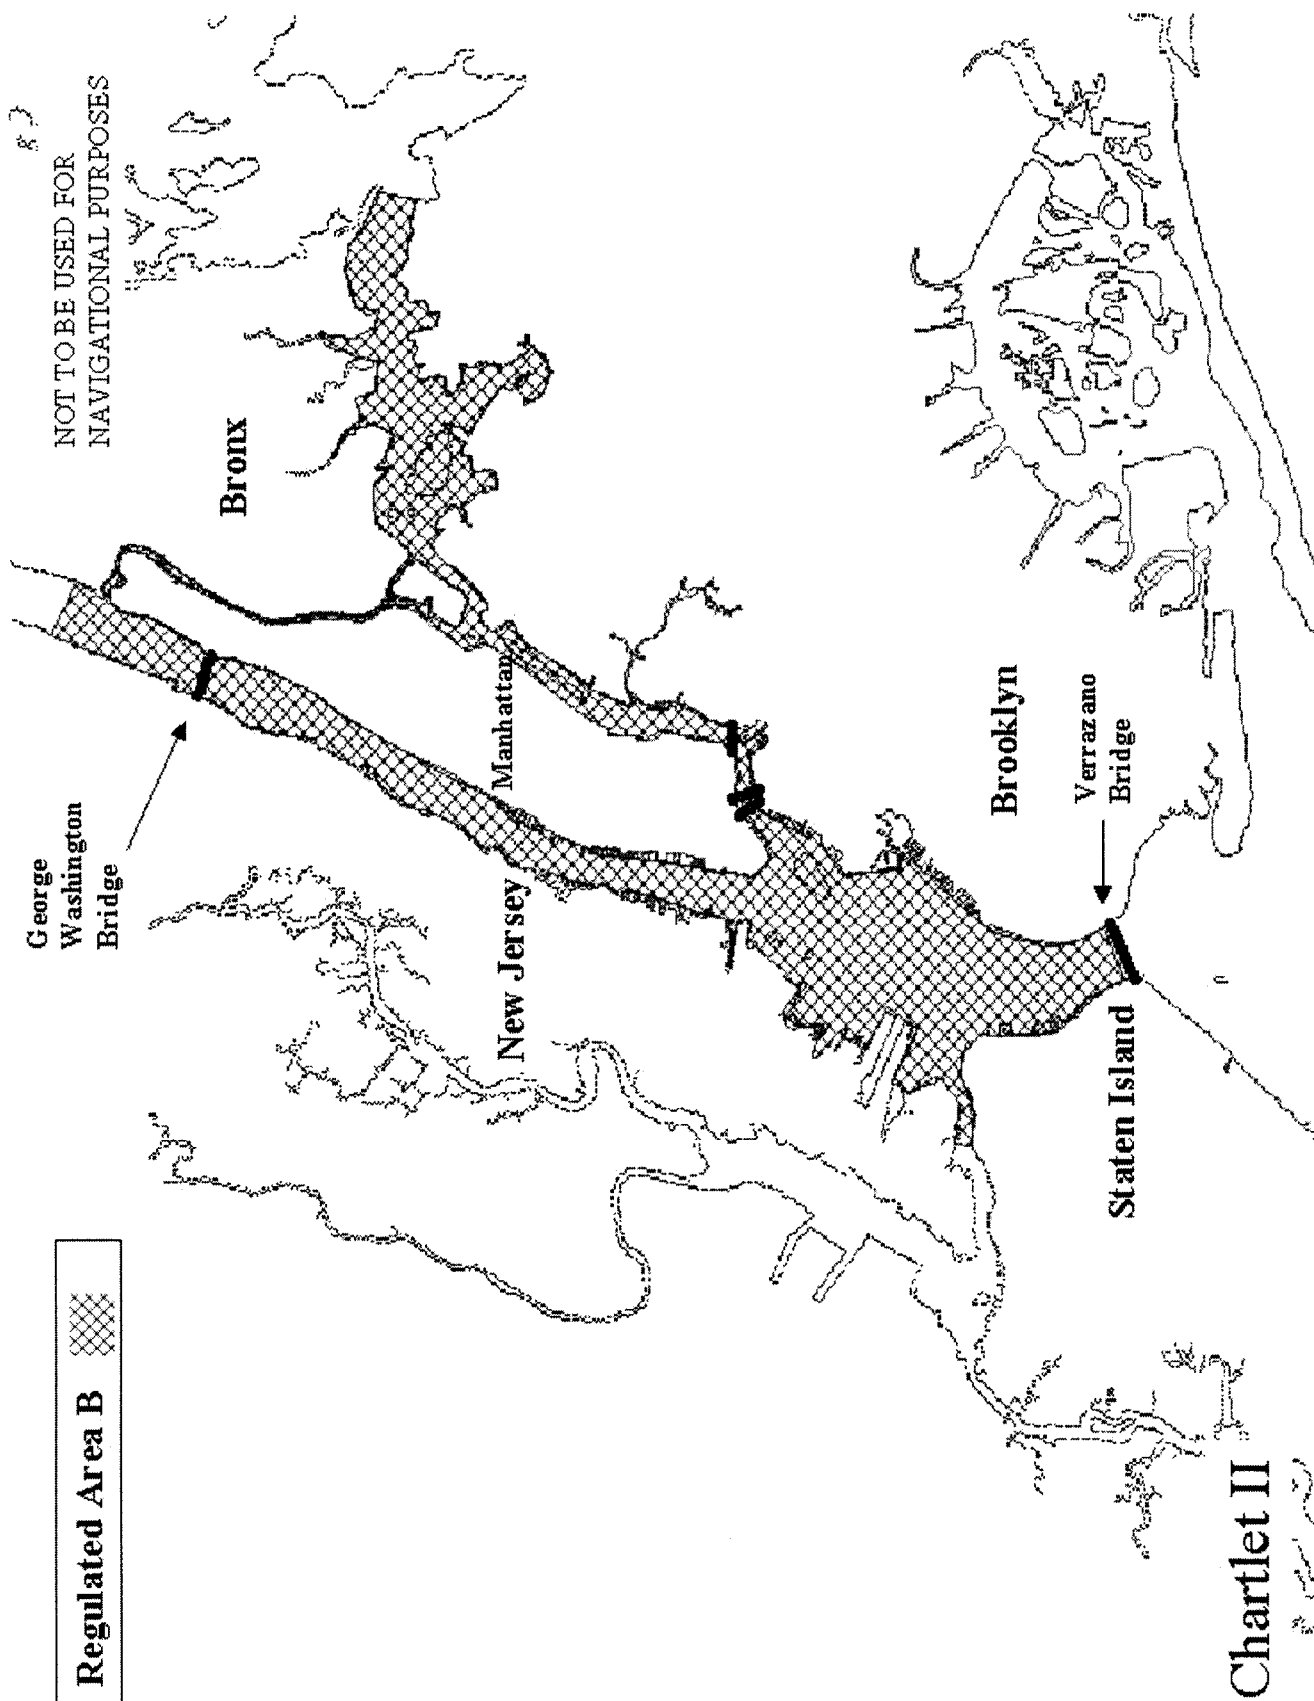 Regulated Area B
George
Washington
Bridge
NOT TO BE USED FOR
NAVIGATIONAL PURPOSES
Bronx
New Jersey
Manhattan
Brooklyn
Verrazano
Bridge
Staten Island
Chartlet II